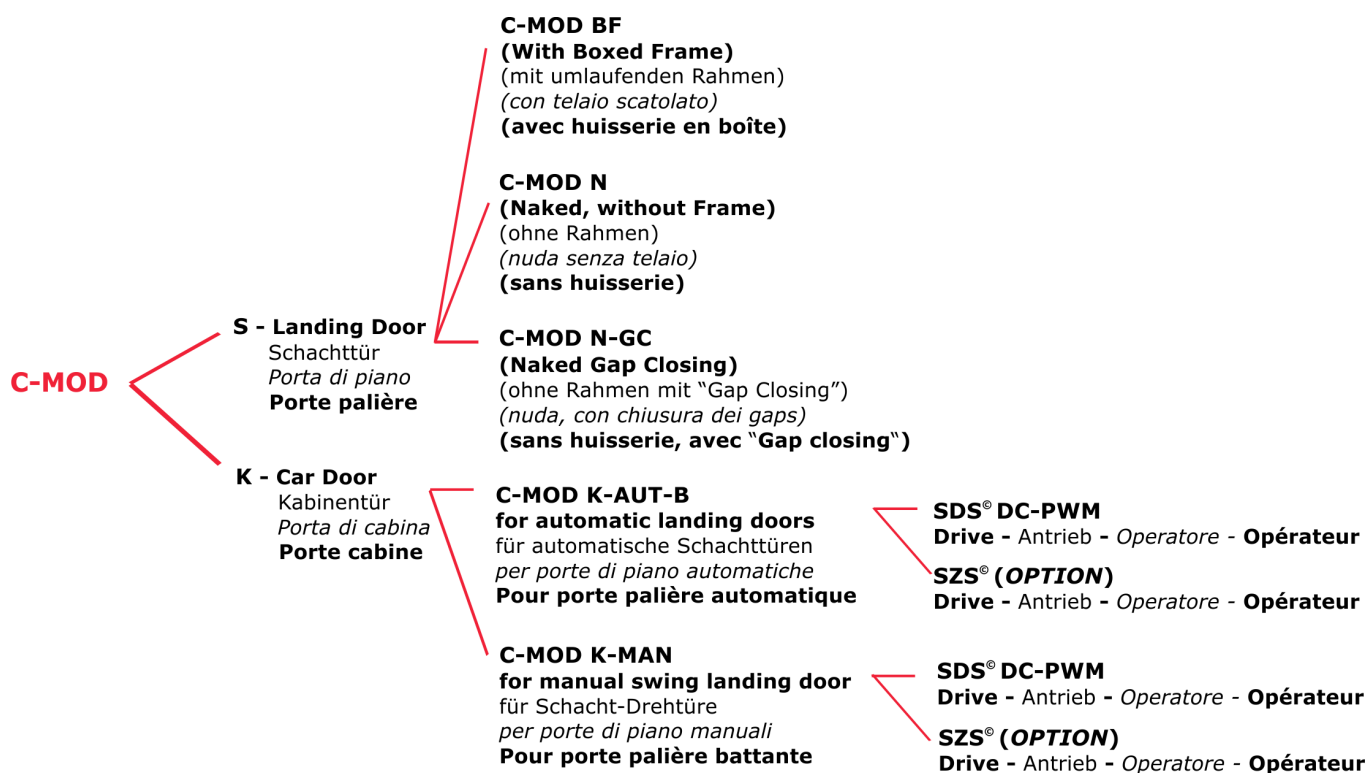 C-MOD
S - Landing Door
Schachttür
Porta di piano
Porte palière
C-MOD BF
(With Boxed Frame)
(mit umlaufenden Rahmen)
(con telaio scatolato)
(avec huisserie en boîte)
C-MOD N
(Naked, without Frame)
(ohne Rahmen)
(nuda senza telaio)
(sans huisserie)
C-MOD N-GC
(Naked Gap Closing)
(ohne Rahmen mit “Gap Closing”)
(nuda, con chiusura dei gaps)
(sans huisserie, avec “Gap closing“)
K - Car Door
Kabinentür
Porta di cabina
Porte cabine
C-MOD K-AUT-B
for automatic landing doors
für automatische Schachttüren
per porte di piano automatiche
Pour porte palière automatique
SDS© DC-PWM
Drive - Antrieb - Operatore - Opérateur
SZS© (OPTION)
Drive - Antrieb - Operatore - Opérateur
C-MOD K-MAN
for manual swing landing door
für Schacht-Drehtüre
per porte di piano manuali
Pour porte palière battante
SDS© DC-PWM
Drive - Antrieb - Operatore - Opérateur
SZS© (OPTION)
Drive - Antrieb - Operatore - Opérateur